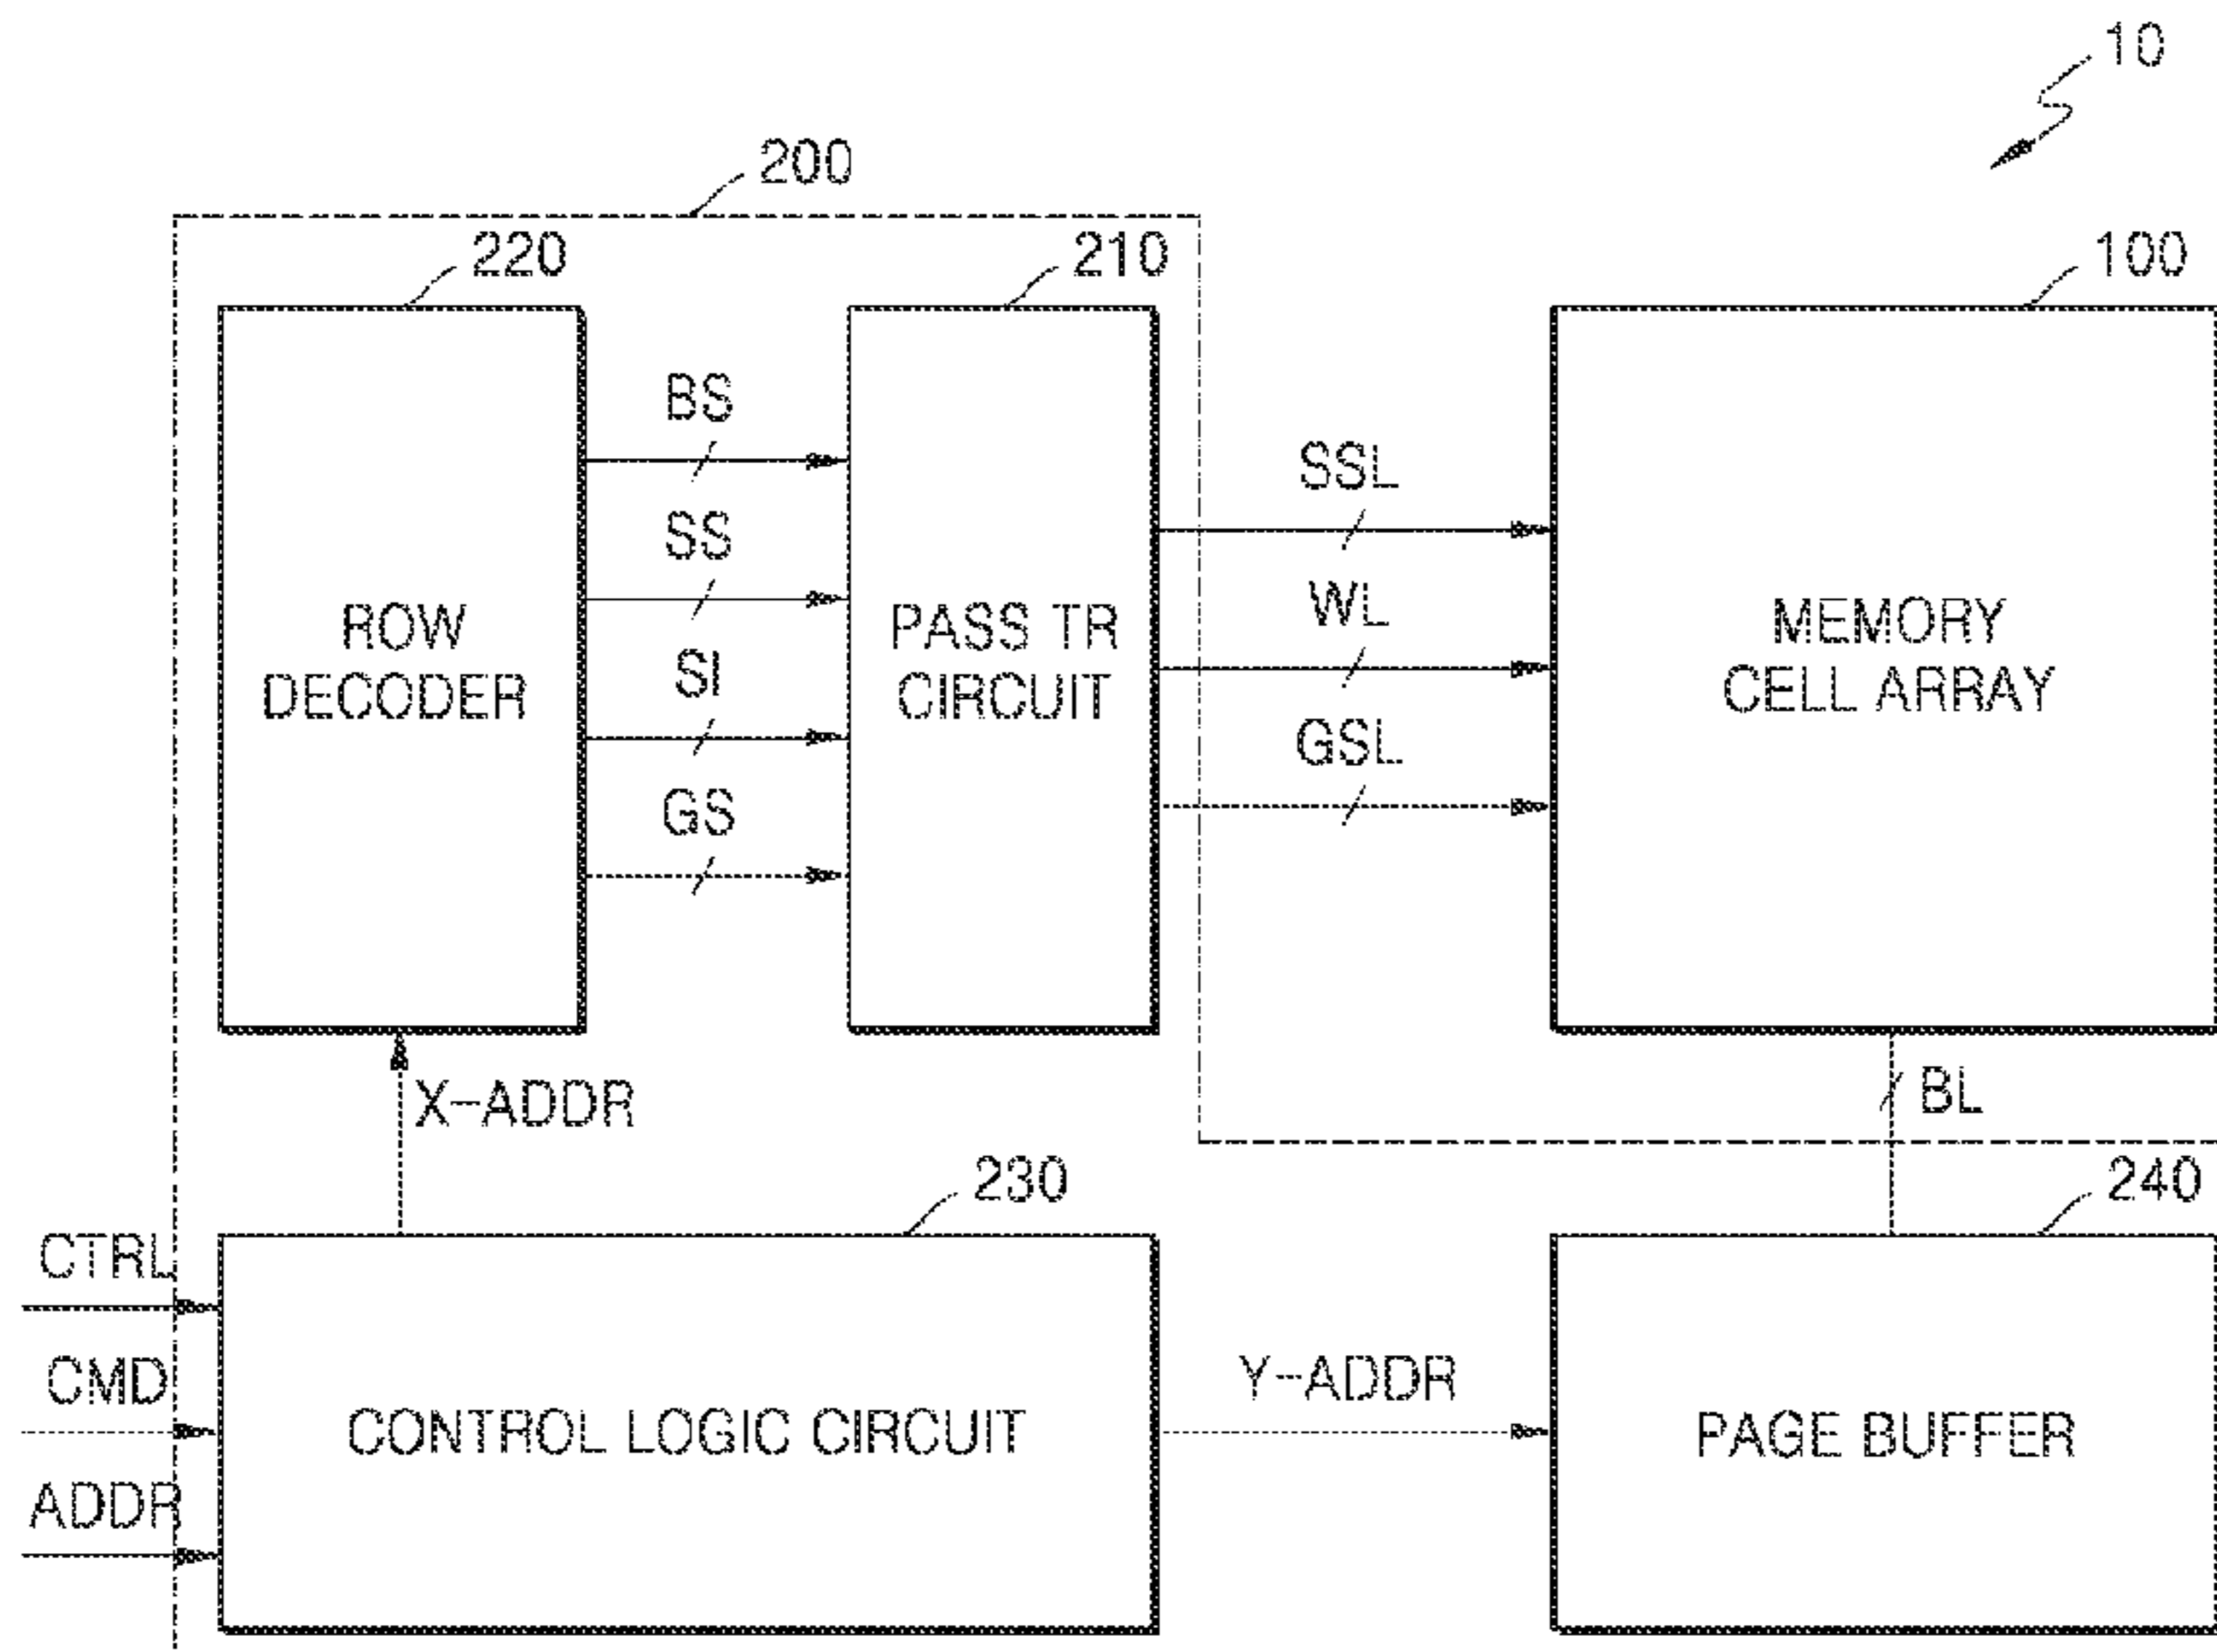 10
200
220
210
100
BS
SS
SI
GS
SSL
WL
GSL
ROW
DECODER
PASS TR
CIRCUIT
MEMORY
CELL ARRAY
X-ADDR
BL
230
240
CTRL
CMD
ADDR
CONTROL LOGIC CIRCUIT
Y-ADDR
PAGE BUFFER